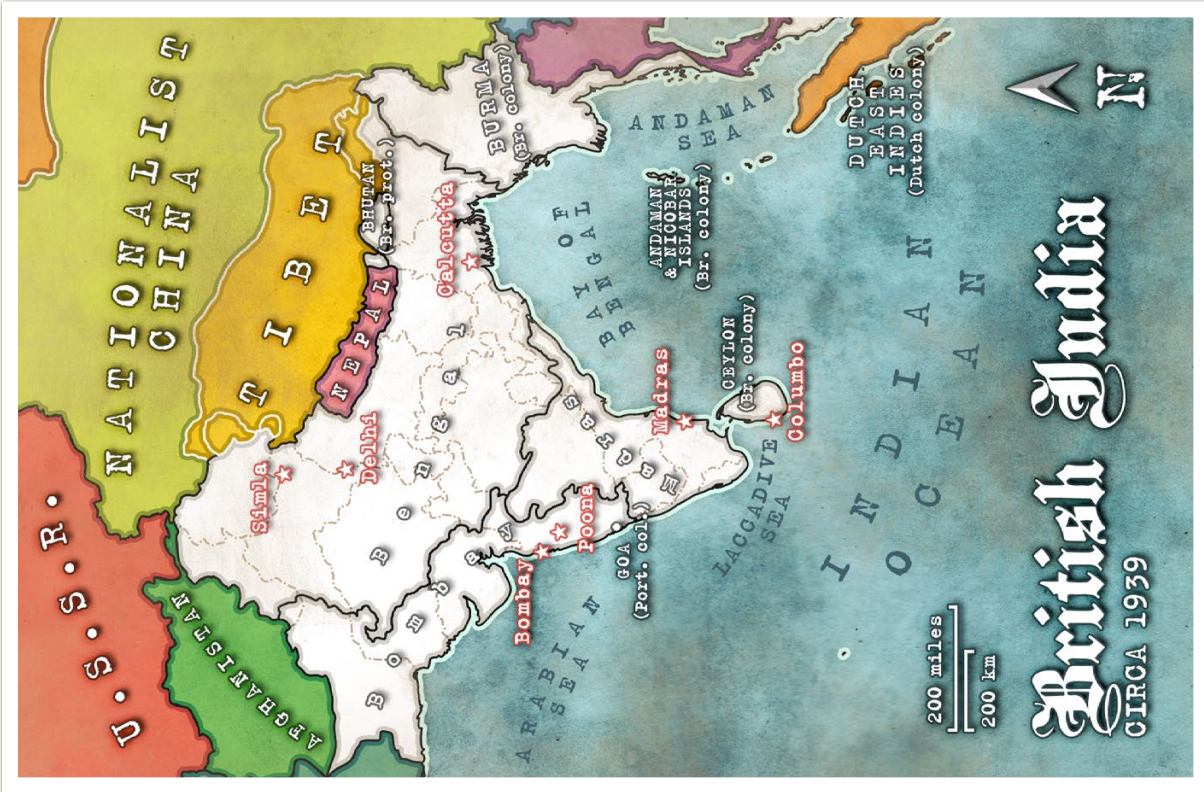 U.S.S.R.
NATIONALIST
CHINA
AFGHANISTAN
TIBET
NEPAL
BHUTAN
(Br. prot.)
BURMA
(Br. colony)
Simla
Delhi
Calcutta
Bengal
Bombay
Bombay
Poona
Madras
Madras
GOA
(Port. col.)
CEYLON
(Br. colony)
Columbo
ARABIAN
SEA
LACCADIVE
SEA
BAY OF
BENGAL
ANDAMAN
SEA
ANDAMAN
& NICOBAR
ISLANDS
(Br. colony)
DUTCH
EAST
INDIES
(Dutch colony)
INDIAN
OCEAN
200 miles
200 km
N
British India
CIRCA 1939